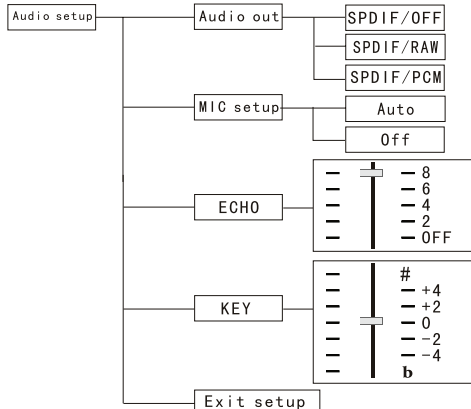 Audio setup
Audio out
SPDIF/OFF
SPDIF/RAW
SPDIF/PCM
MIC setup
Auto
Off
ECHO
8
6
4
2
OFF
KEY
#
+4
+2
0
-2
-4
b
Exit setup